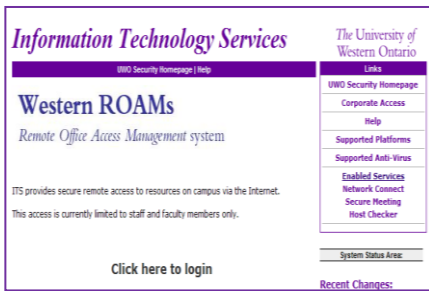 Information Technology Services
UWO Security Homepage | Help
Western ROAMs
Remote Office Access Management system
ITS provides secure remote access to resources on campus via the Internet.
This access is currently limited to staff and faculty members only.
Click here to login
The University of
Western Ontario
Links
UWO Security Homepage
Corporate Access
Help
Supported Platforms
Supported Anti-Virus
Enabled Services
Network Connect
Secure Meeting
Host Checker
System Status Area:
Recent Changes: